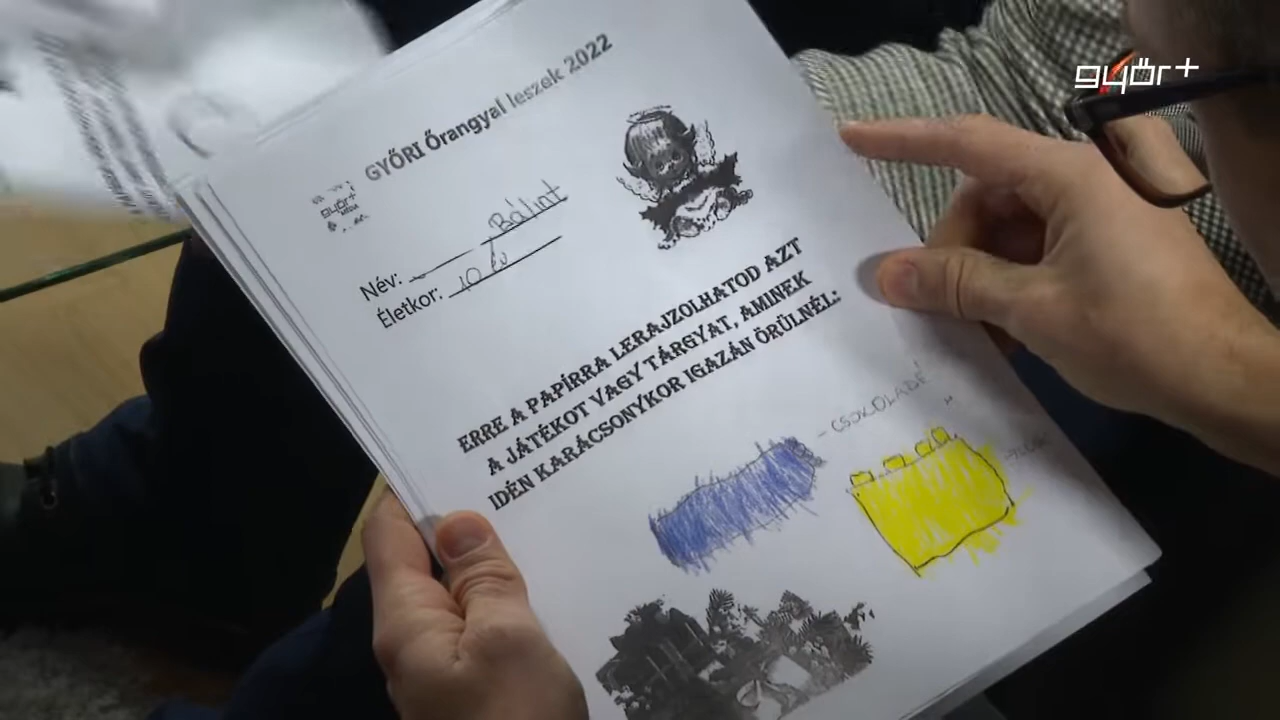 győr+
GYŐRI Őrangyal leszek 2022
győr+
Név: Bálint
Életkor: 10 év
ERRE A PAPÍRRA LERAJZOLHATOD AZT
A JÁTÉKOT VAGY TÁRGYAT, AMINEK
IDÉN KARÁCSONYKOR IGAZÁN ÖRÜLNÉL:
- CSOKOLÁDÉ